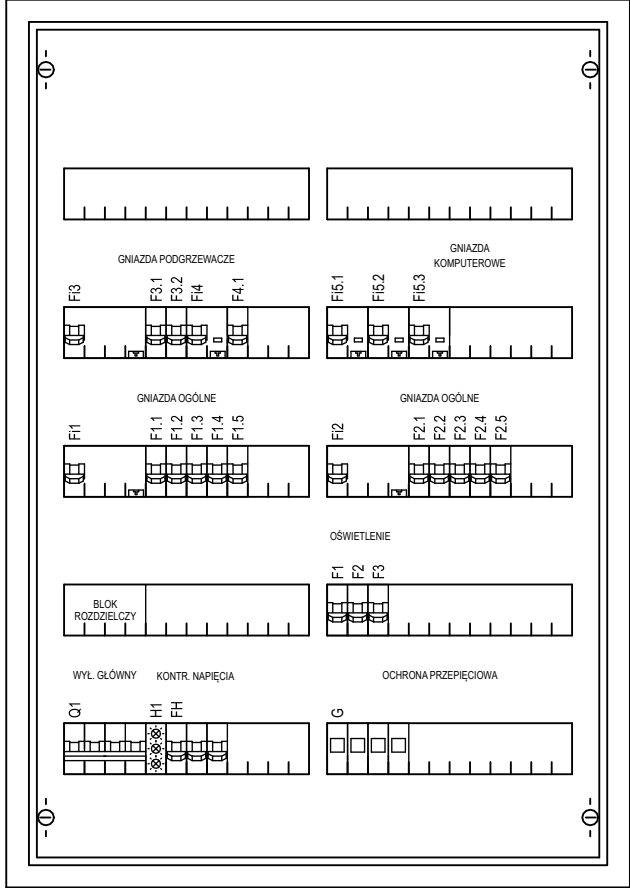 GNIAZDA PODGRZEWACZE
GNIAZDA
KOMPUTEROWE
Fi3
F3.1
F3.2
Fi4
F4.1
Fi5.1
Fi5.2
Fi5.3
GNIAZDA OGÓLNE
GNIAZDA OGÓLNE
Fi1
F1.1
F1.2
F1.3
F1.4
F1.5
Fi2
F2.1
F2.2
F2.3
F2.4
F2.5
OŚWIETLENIE
F1
F2
F3
BLOK
ROZDZIELCZY
WYŁ. GŁÓWNY
KONTR. NAPIĘCIA
OCHRONA PRZEPIĘCIOWA
Q1
H1
FH
G